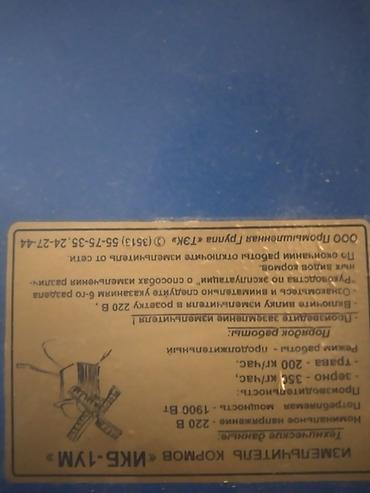 ИЗМЕЛЬЧИТЕЛЬ КОРМОВ «ИКБ-1УМ»
Технические данные:
Номинальное напряжение - 220 В
Потребляемая мощность - 1900 Вт
Производительность:
- зерно - 350 кг/час,
- трава - 200 кг/час
Режим работы - продолжительный
Порядок работы:
- Произведите заземление измельчителя !
- Включите вилку измельчителя в розетку , 220 В ,
- Ознакомьтесь и внимательно следуйте указаниям 6-го раздела
"Руководства по эксплуатации" о способах измельчения различ-
ных видов кормов.
По окончании работы отключите измельчитель от сети.
ООО Промышленная Группа «ТЭК» (3513) 55-75-35, 24-27-44